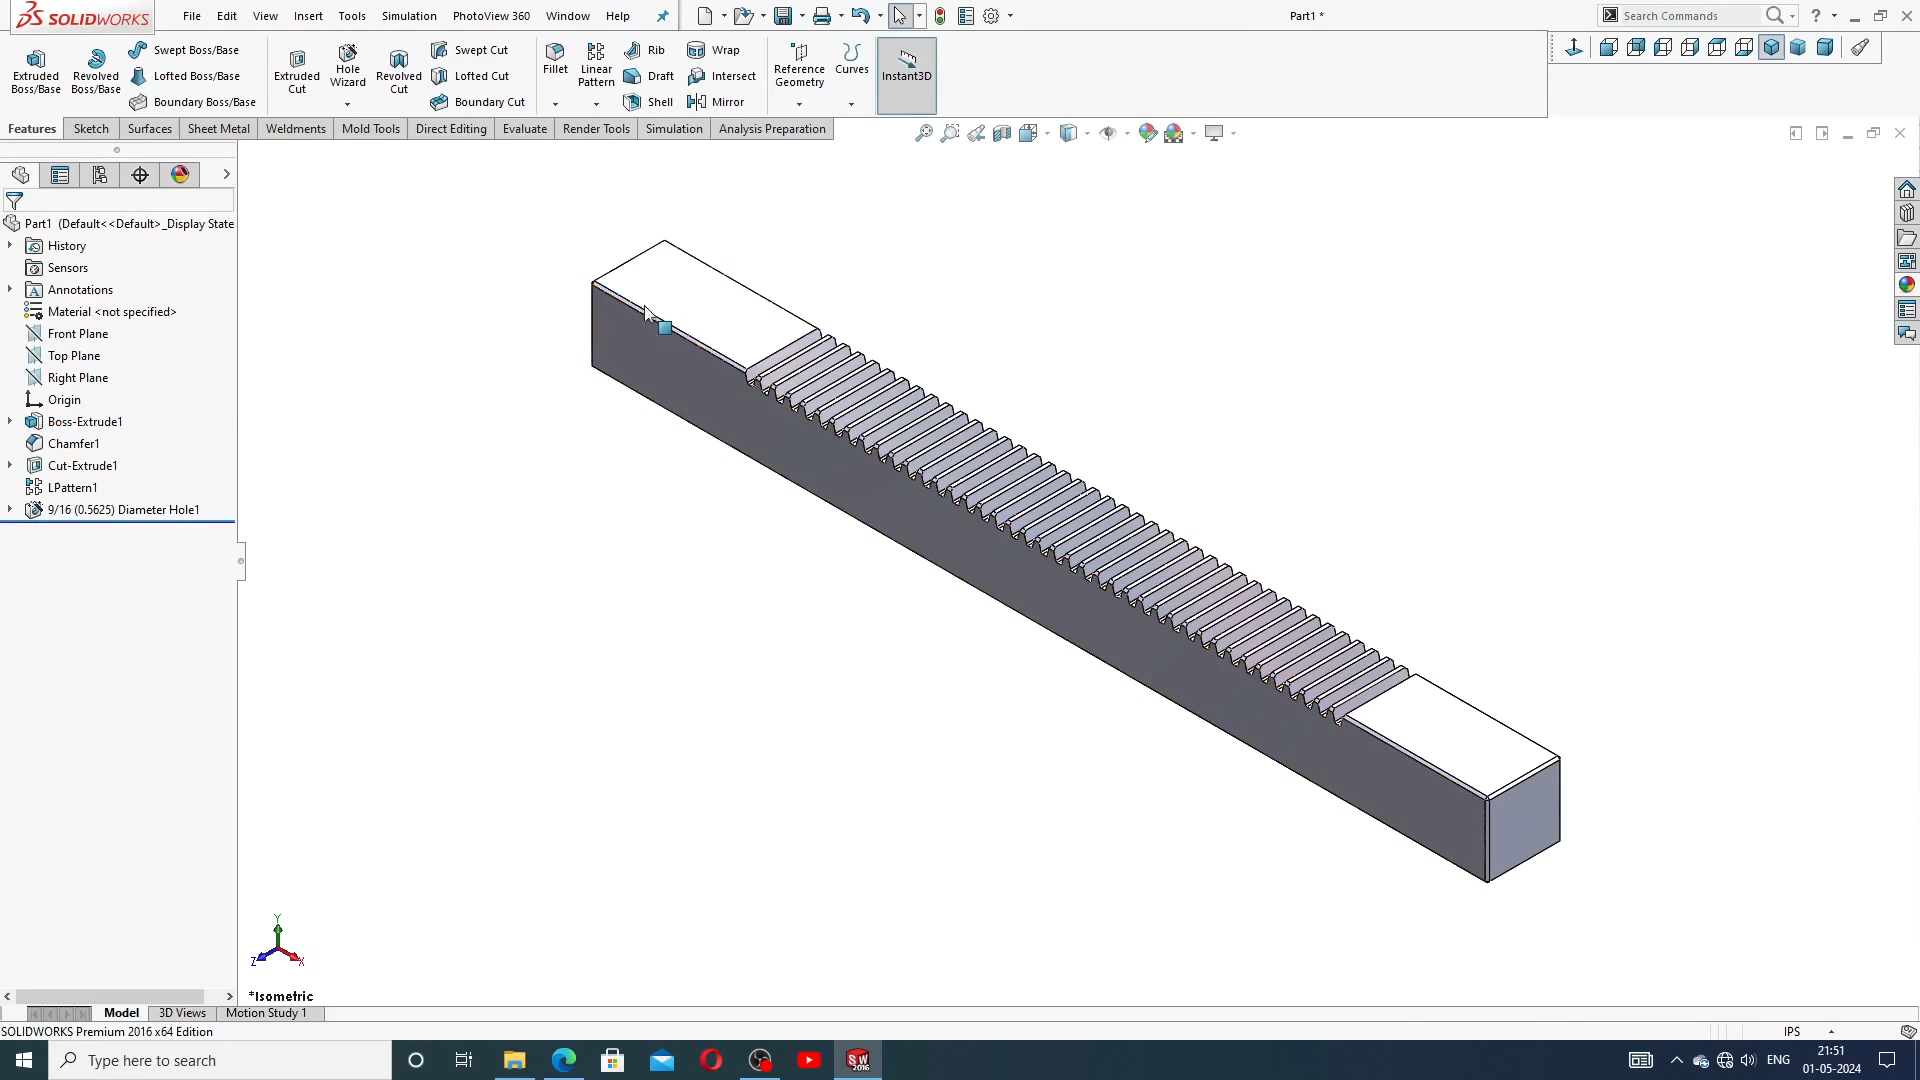 SOLIDWORKS File Edit View Insert Tools Simulation PhotoView 360 Window Help Part1 * Search Commands
Extruded Boss/Base
Revolved Boss/Base
Swept Boss/Base
Lofted Boss/Base
Boundary Boss/Base
Extruded Cut
Hole Wizard
Revolved Cut
Swept Cut
Lofted Cut
Boundary Cut
Fillet
Linear Pattern
Rib
Draft
Shell
Wrap
Intersect
Mirror
Reference Geometry
Curves
Instant3D
Features Sketch Surfaces Sheet Metal Weldments Mold Tools Direct Editing Evaluate Render Tools Simulation Analysis Preparation
Part1 (Default<<Default>_Display State
History
Sensors
Annotations
Material <not specified>
Front Plane
Top Plane
Right Plane
Origin
Boss-Extrude1
Chamfer1
Cut-Extrude1
LPattern1
9/16 (0.5625) Diameter Hole1
Y
Z X
*Isometric
Model 3D Views Motion Study 1
SOLIDWORKS Premium 2016 x64 Edition IPS
Type here to search
SW
2016
ENG
21:51
01-05-2024